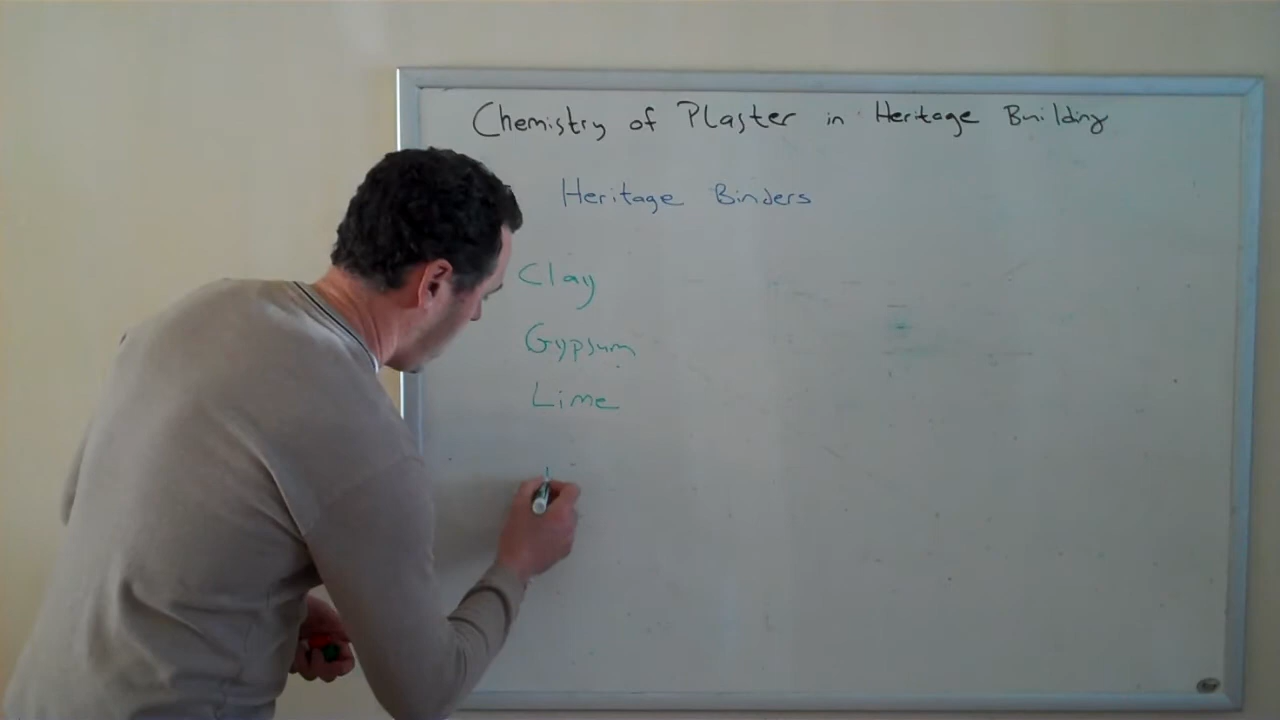 Chemistry of Plaster in Heritage Building
Heritage Binders
Clay
Gypsum
Lime